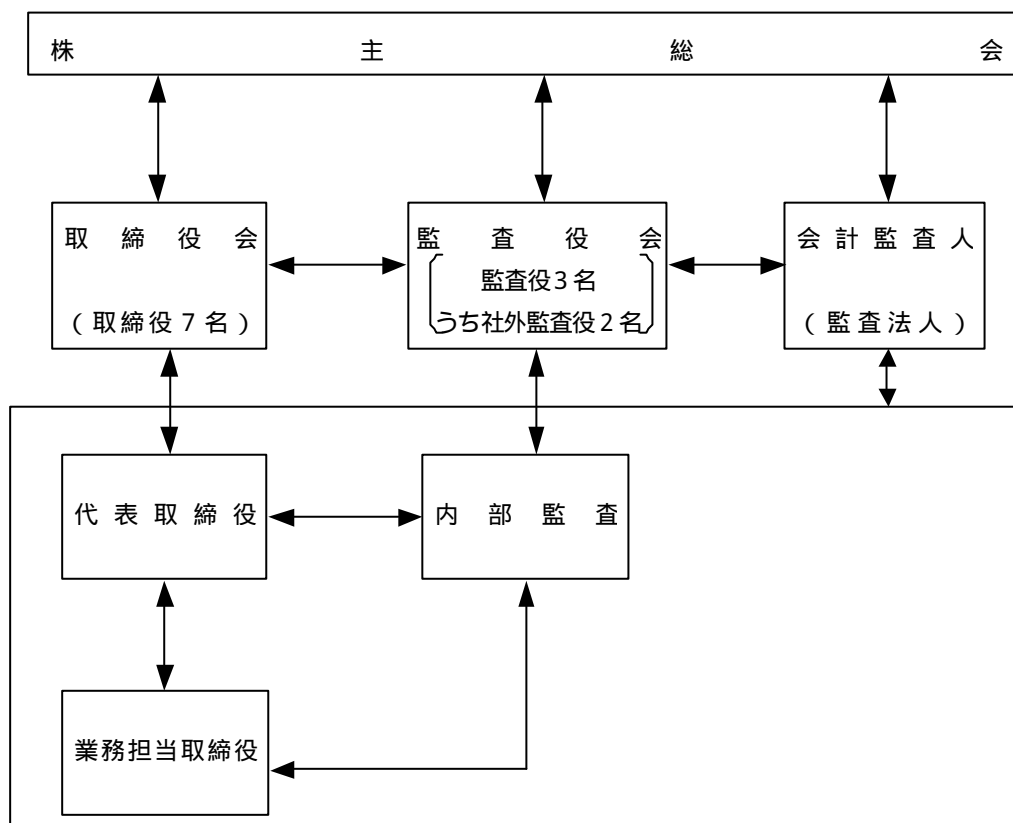 株主総会
取締役会
(取締役7名)
監査役会
監査役3名
うち社外監査役2名
会計監査人
(監査法人)
代表取締役
内部監査
業務担当取締役